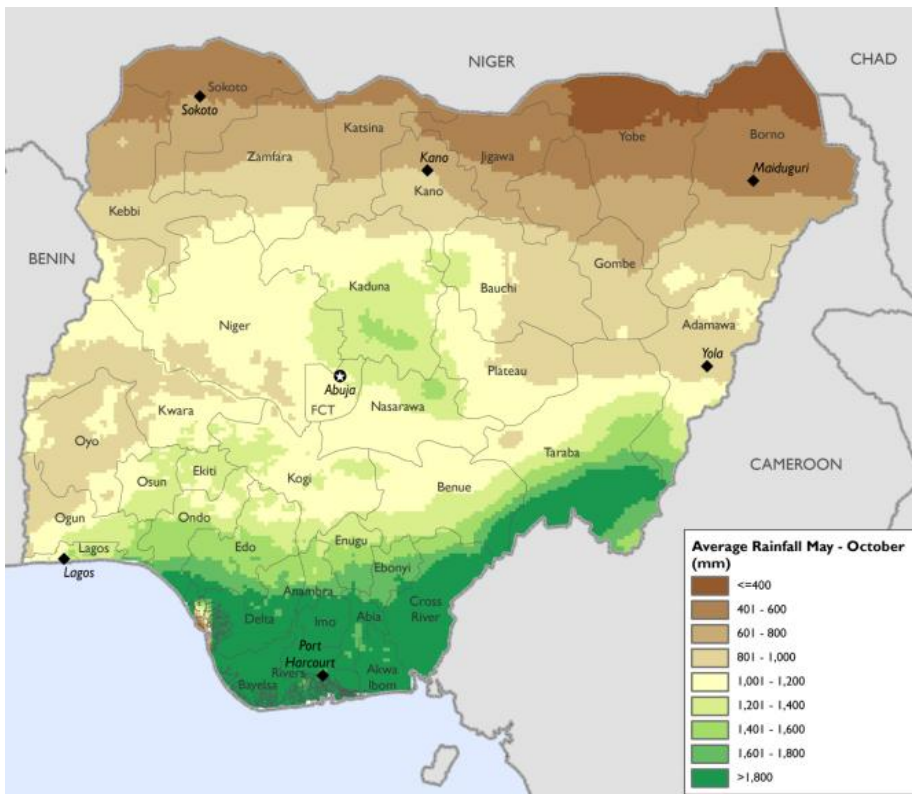 NIGER
CHAD
Sokoto
Sokoto
Katsina
Yobe
Borno
Zamfara
Kano
Jigawa
Maiduguri
Kano
Kebbi
BENIN
Gombe
Kaduna
Bauchi
Niger
Adamawa
Yola
Plateau
Abuja
FCT
Nasarawa
Kwara
Oyo
Taraba
CAMEROON
Osun
Ekiti
Kogi
Benue
Ogun
Ondo
Lagos
Lagos
Edo
Enugu
Ebonyi
Anambra
Cross
River
Delta
Imo
Abia
Port
Harcourt
Rivers
Akwa
Ibom
Bayelsa
Average Rainfall May - October
(mm)
<=400
401 - 600
601 - 800
801 - 1,000
1,001 - 1,200
1,201 - 1,400
1,401 - 1,600
1,601 - 1,800
>1,800